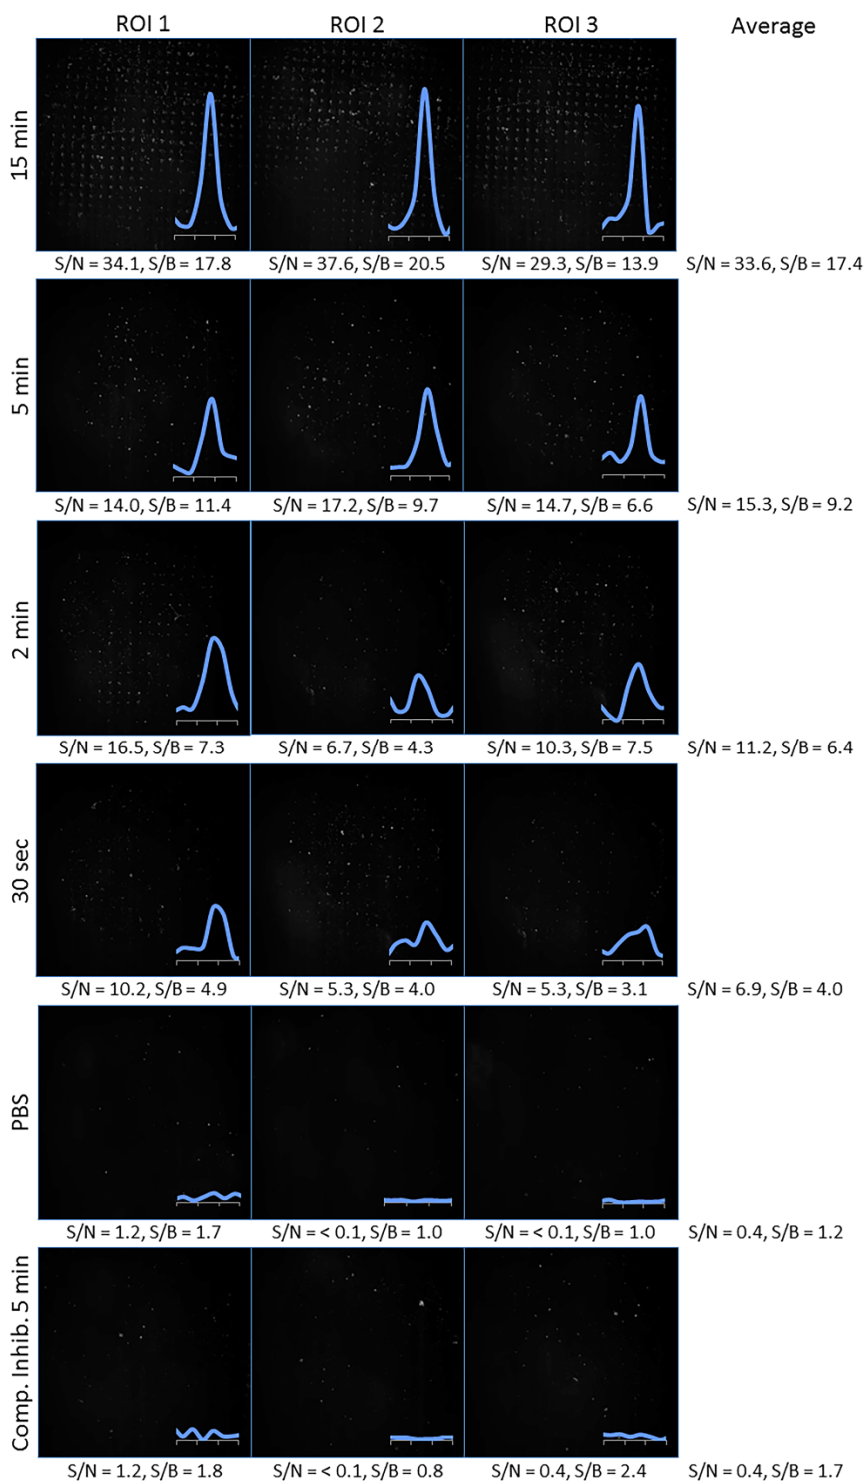 ROI 1 ROI 2 ROI 3 Average
15 min
S/N = 34.1, S/B = 17.8 S/N = 37.6, S/B = 20.5 S/N = 29.3, S/B = 13.9 S/N = 33.6, S/B = 17.4
5 min
S/N = 14.0, S/B = 11.4 S/N = 17.2, S/B = 9.7 S/N = 14.7, S/B = 6.6 S/N = 15.3, S/B = 9.2
2 min
S/N = 16.5, S/B = 7.3 S/N = 6.7, S/B = 4.3 S/N = 10.3, S/B = 7.5 S/N = 11.2, S/B = 6.4
30 sec
S/N = 10.2, S/B = 4.9 S/N = 5.3, S/B = 4.0 S/N = 5.3, S/B = 3.1 S/N = 6.9, S/B = 4.0
PBS
S/N = 1.2, S/B = 1.7 S/N = < 0.1, S/B = 1.0 S/N = < 0.1, S/B = 1.0 S/N = 0.4, S/B = 1.2
Comp. Inhib. 5 min
S/N = 1.2, S/B = 1.8 S/N = < 0.1, S/B = 0.8 S/N = 0.4, S/B = 2.4 S/N = 0.4, S/B = 1.7